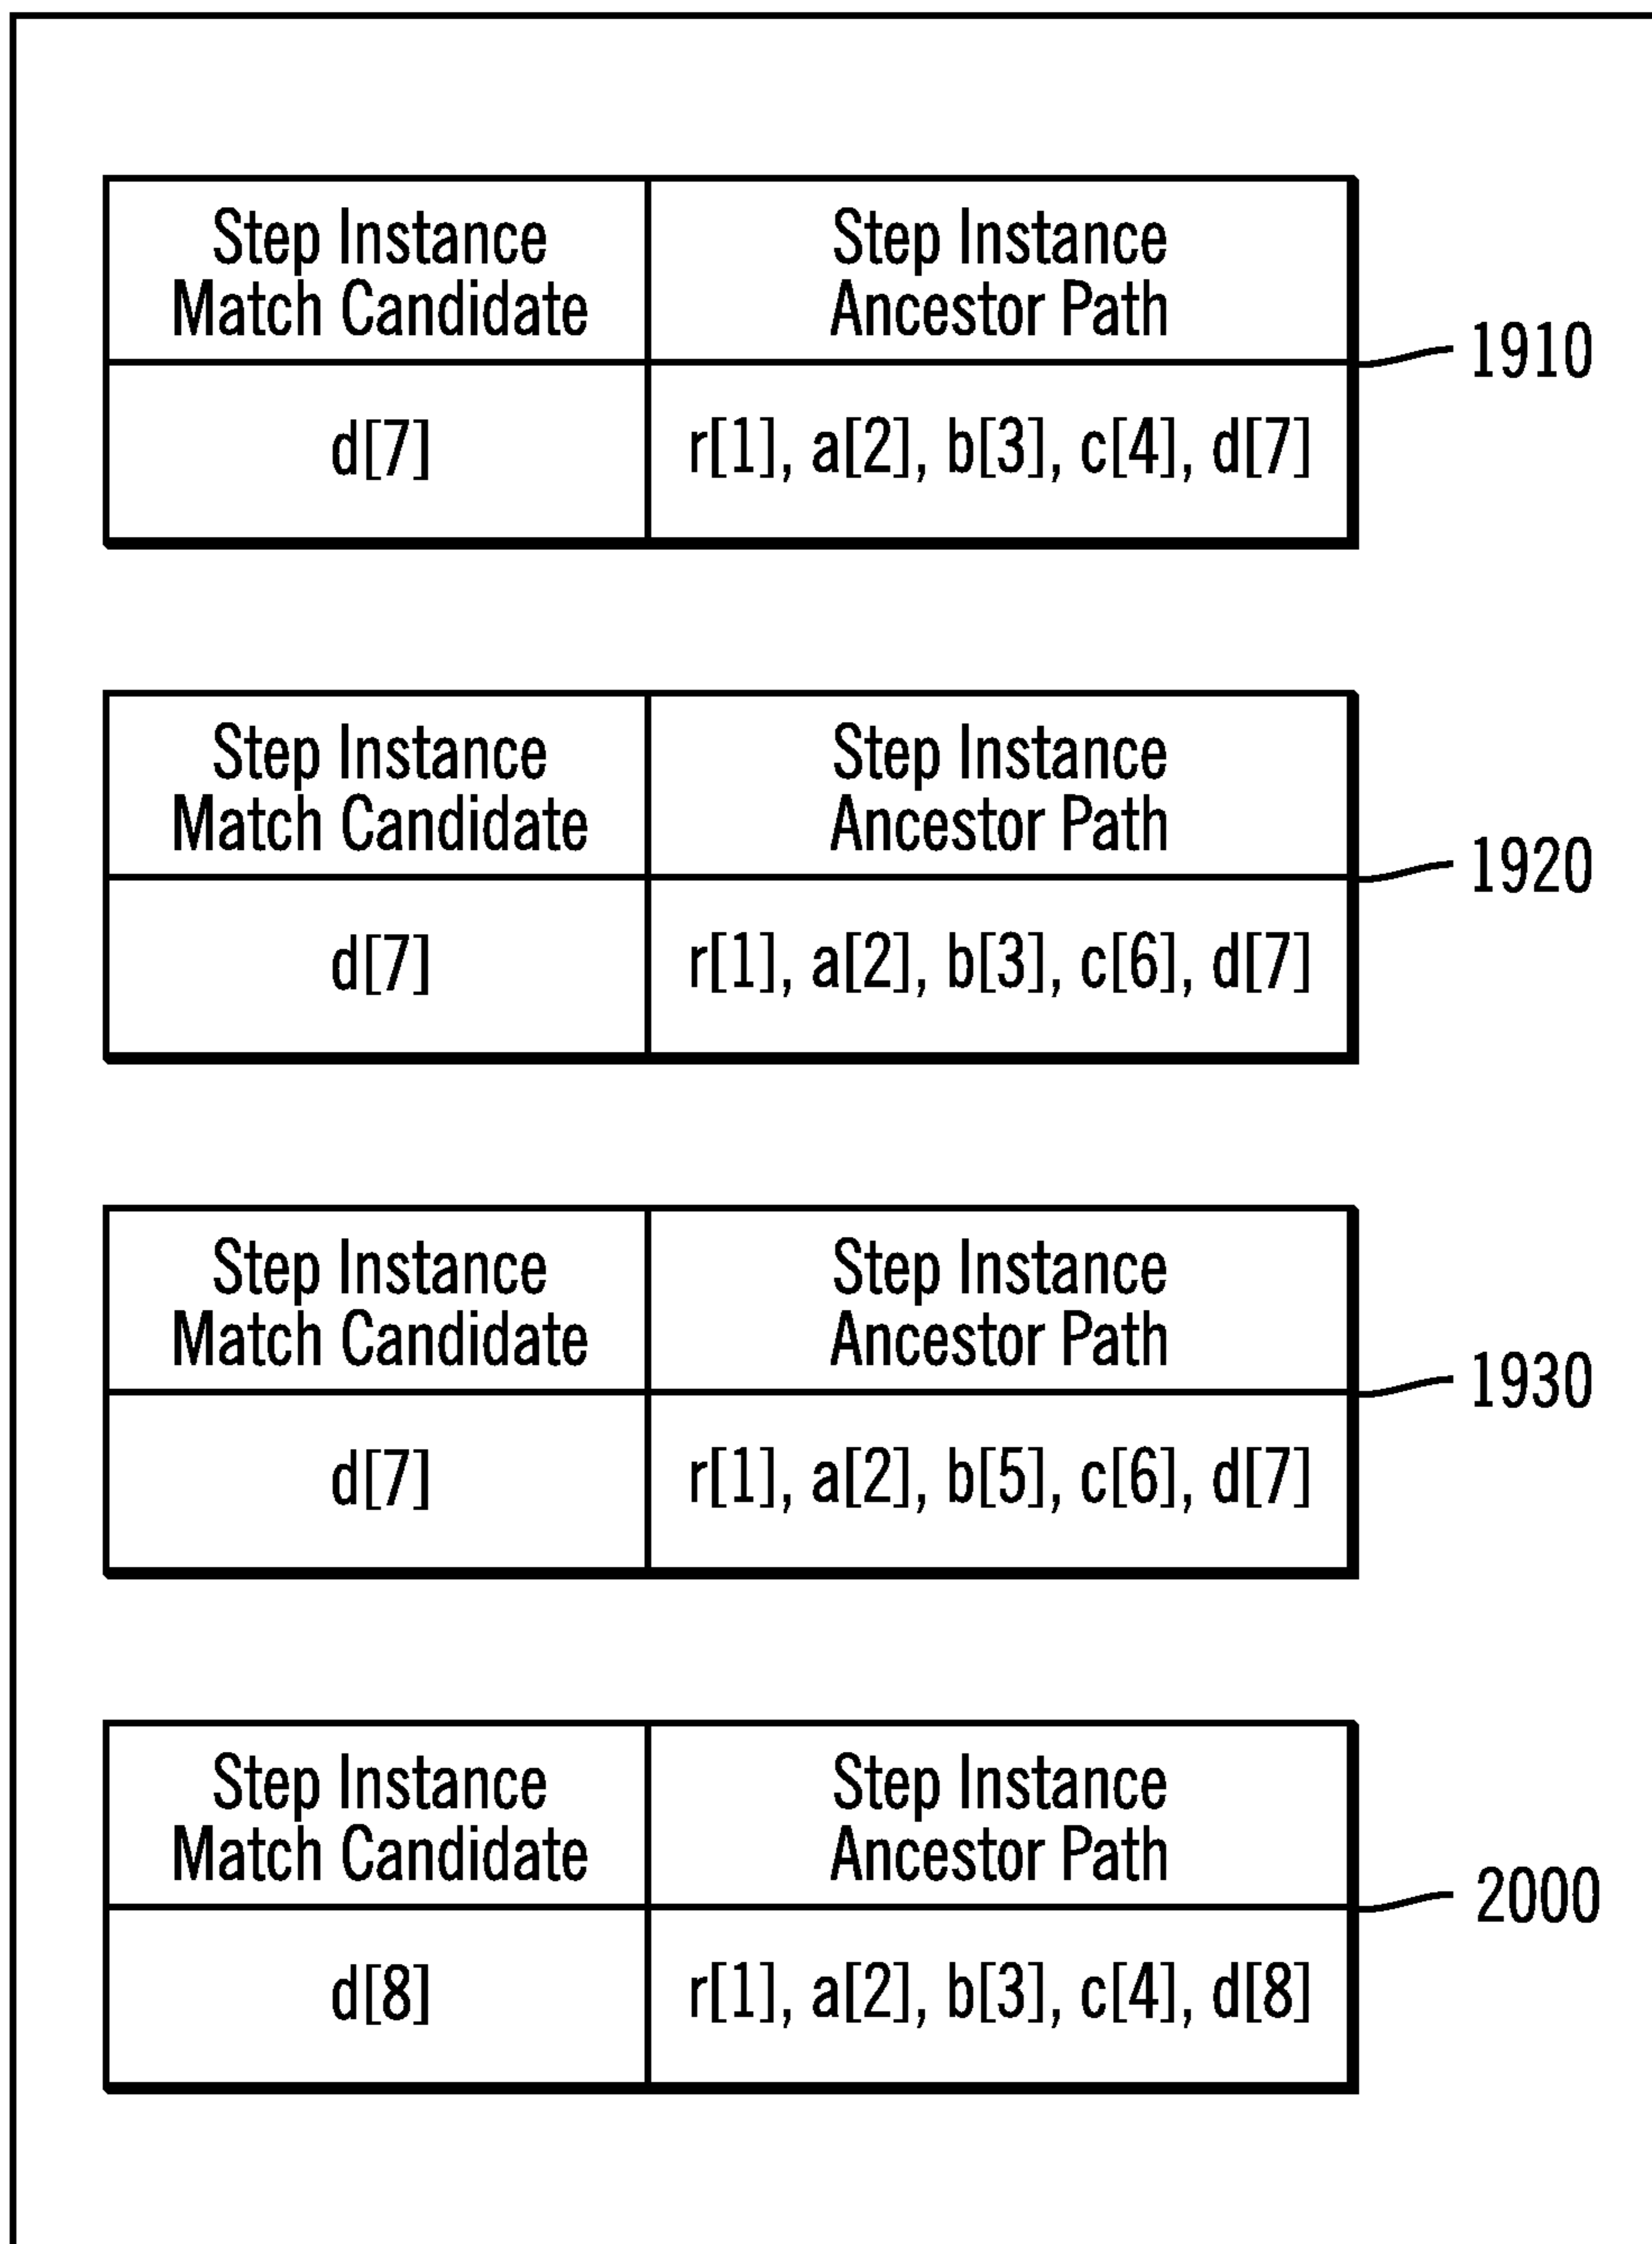 Step Instance
Match Candidate
Step Instance
Ancestor Path
1910
d[7]
r[1], a[2], b[3], c[4], d[7]
Step Instance
Match Candidate
Step Instance
Ancestor Path
1920
d[7]
r[1], a[2], b[3], c[6], d[7]
Step Instance
Match Candidate
Step Instance
Ancestor Path
1930
d[7]
r[1], a[2], b[5], c[6], d[7]
Step Instance
Match Candidate
Step Instance
Ancestor Path
2000
d[8]
r[1], a[2], b[3], c[4], d[8]